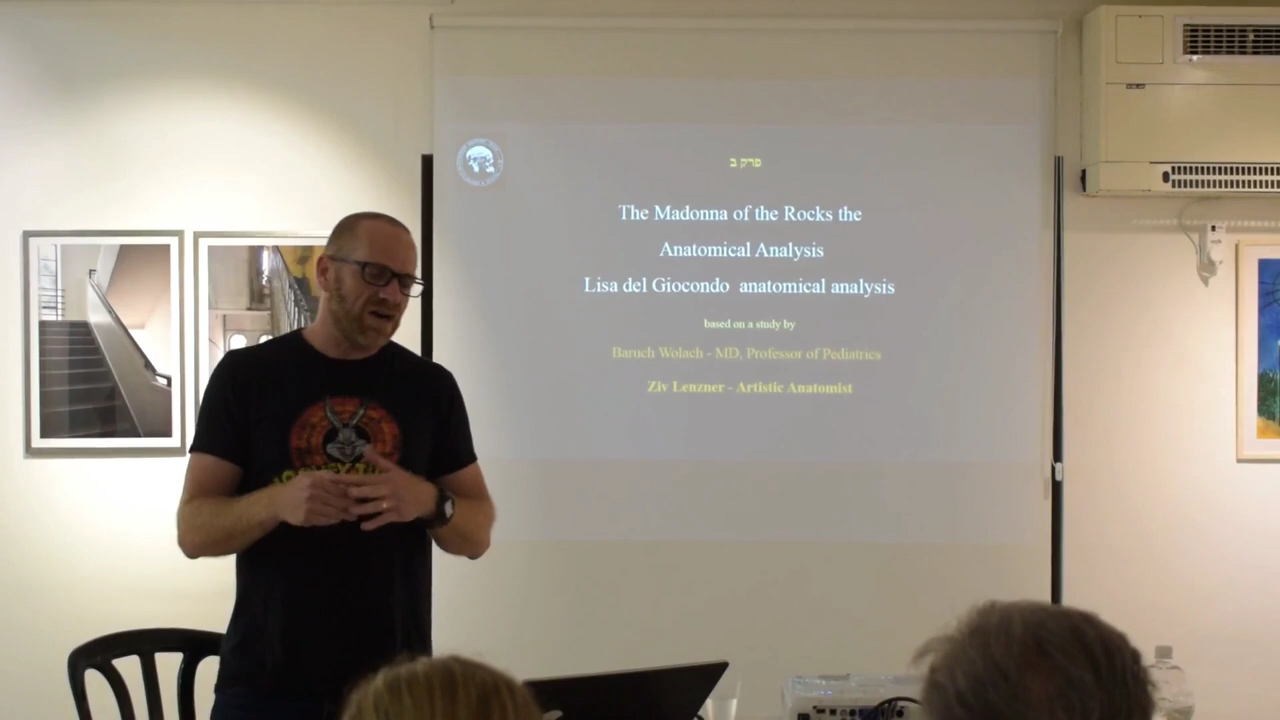 פרק ב
The Madonna of the Rocks the
Anatomical Analysis
Lisa del Giocondo anatomical analysis
based on a study by
Baruch Wolach - MD, Professor of Pediatrics
Ziv Lenzner - Artistic Anatomist